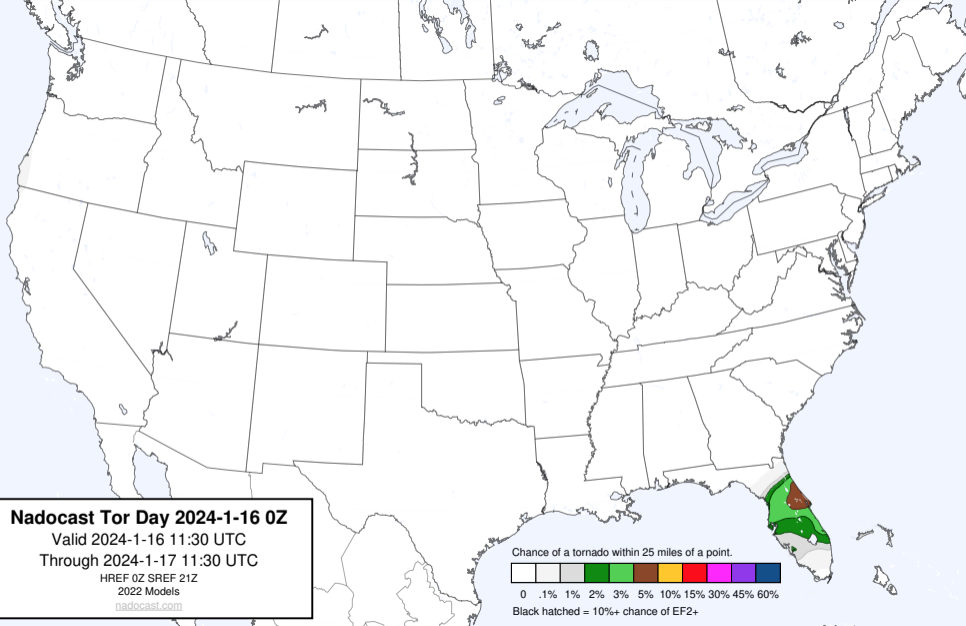 Nadocast Tor Day 2024-1-16 0Z
Valid 2024-1-16 11:30 UTC
Through 2024-1-17 11:30 UTC
HREF 0Z SREF 21Z
2022 Models
nadocast.com
Chance of a tornado within 25 miles of a point.
0 .1% 1% 2% 3% 5% 10% 15% 30% 45% 60%
Black hatched = 10%+ chance of EF2+